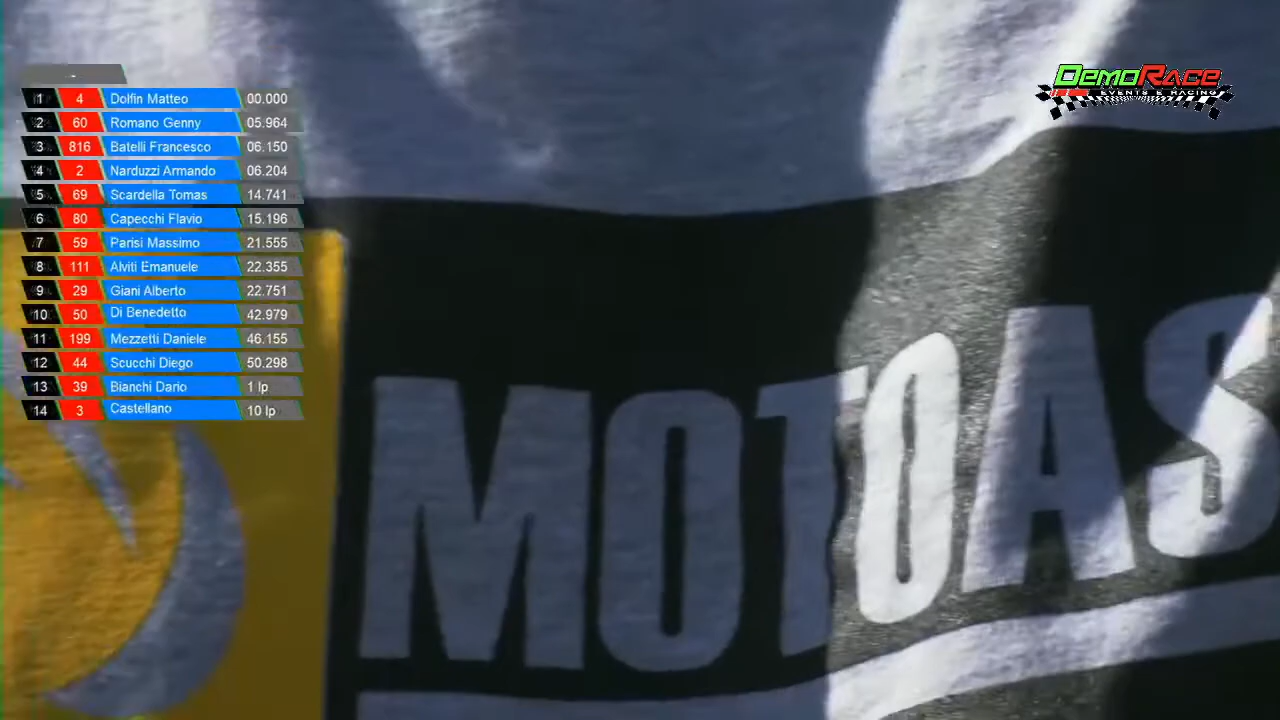 DemoRace
EVENTS E RACING
1 4 Dolfin Matteo 00.000
2 60 Romano Genny 05.964
3 816 Batelli Francesco 06.150
4 2 Narduzzi Armando 06.204
5 69 Scardella Tomas 14.741
6 80 Capecchi Flavio 15.196
7 59 Parisi Massimo 21.555
8 111 Alviti Emanuele 22.355
9 29 Giani Alberto 22.751
10 50 Di Benedetto 42.979
11 199 Mezzetti Daniele 46.155
12 44 Scucchi Diego 50.298
13 39 Bianchi Dario 1 lp
14 3 Castellano 10 lp
MOTOAS